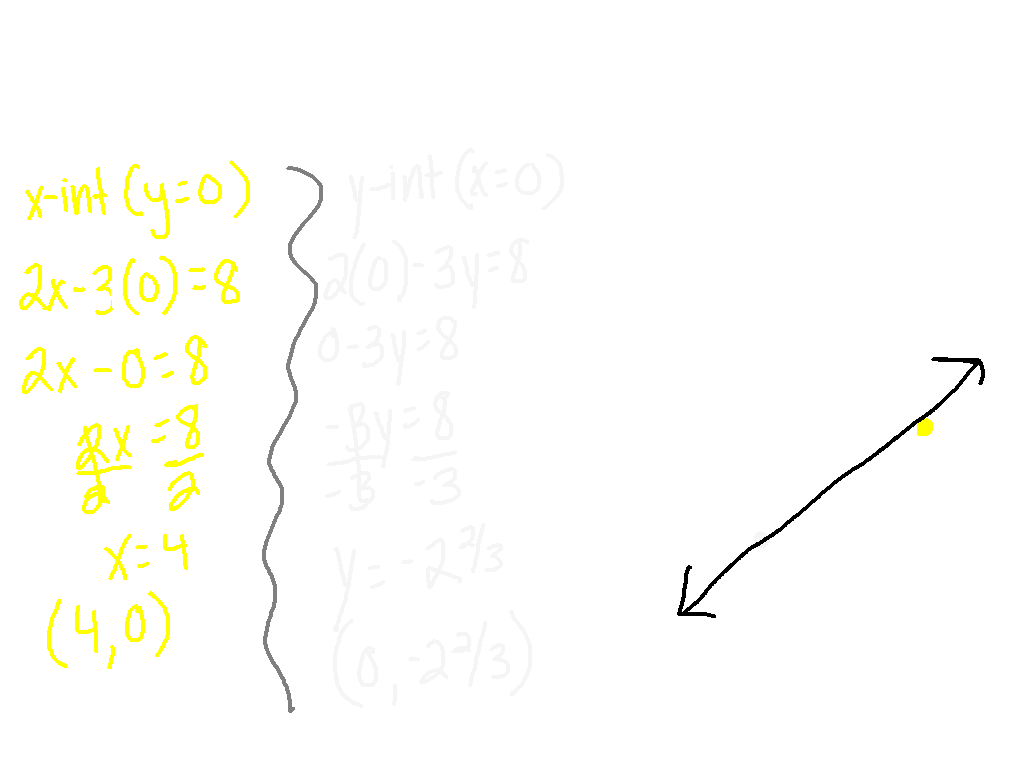 x-int (y=0)
2x-3(0)=8
2x-0=8
2x=8
2 2
x=4
(4,0)
y-int (x=0)
2(0)-3y=8
0-3y=8
-3y=8
-3 -3
y=-2 2/3
(0,-2 2/3)